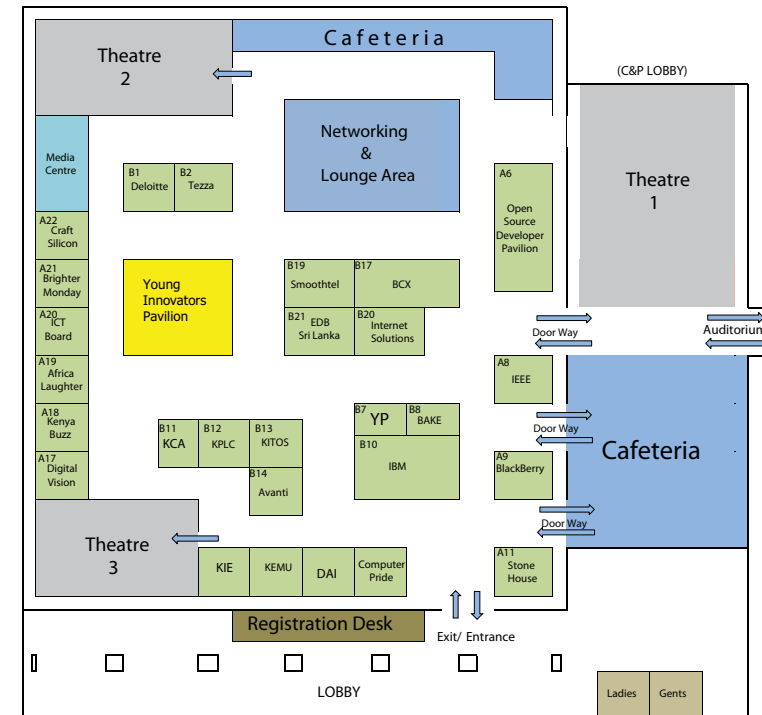 Cafeteria
Theatre
2
(C&P LOBBY)
Networking
&
Lounge Area
Media
Centre
B1
Deloitte
B2
Tezza
A6
Open
Source
Developer
Pavilion
Theatre
1
A22
Craft
Silicon
A21
Brighter
Monday
Young
Innovators
Pavilion
B19
Smoothtel
B17
BCX
A20
ICT
Board
B21
EDB
Sri Lanka
B20
Internet
Solutions
Door Way
Auditorium
A19
Africa
Laughter
A8
IEEE
A18
Kenya
Buzz
B11
KCA
B12
KPLC
B13
KITOS
B7
YP
B8
BAKE
B10
IBM
Door Way
Cafeteria
A17
Digital
Vision
B14
Avanti
A9
BlackBerry
Door Way
Theatre
3
KIE
KEMU
DAI
Computer
Pride
A11
Stone
House
Registration Desk
Exit/ Entrance
LOBBY
Ladies
Gents